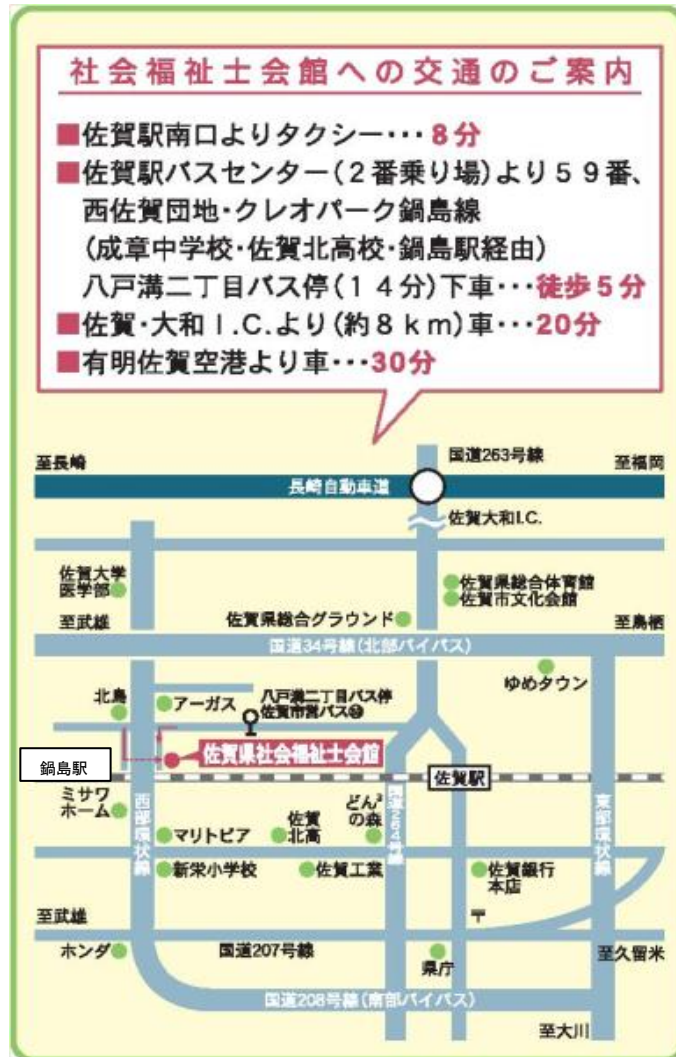 社会福祉士会館への交通のご案内
■佐賀駅南口よりタクシー･･･8分
■佐賀駅バスセンター(2番乗り場)より59番、
西佐賀団地･クレオパーク鍋島線
(成章中学校･佐賀北高校･鍋島駅経由)
八戸溝二丁目バス停(14分)下車･･･徒歩5分
■佐賀･大和I.C.より(約8km)車･･･20分
■有明佐賀空港より車･･･30分
国道263号線
至長崎
至福岡
長崎自動車道
佐賀大和I.C.
佐賀大学
医学部
佐賀県総合体育館
佐賀市文化会館
至武雄
佐賀県総合グラウンド
至鳥栖
国道34号線(北部バイパス)
ゆめタウン
北島
アーガス
八戸溝二丁目バス停
佐賀市営バス
佐賀県社会福祉士会館
鍋島駅
佐賀駅
ミサワ
ホーム
西部環状線
マリトピア
佐賀
北高
どん
の森
国道264号線
東部環状線
新栄小学校
佐賀工業
佐賀銀行
本店
〒
至武雄
ホンダ
国道207号線
県庁
至久留米
国道208号線(南部バイパス)
至大川